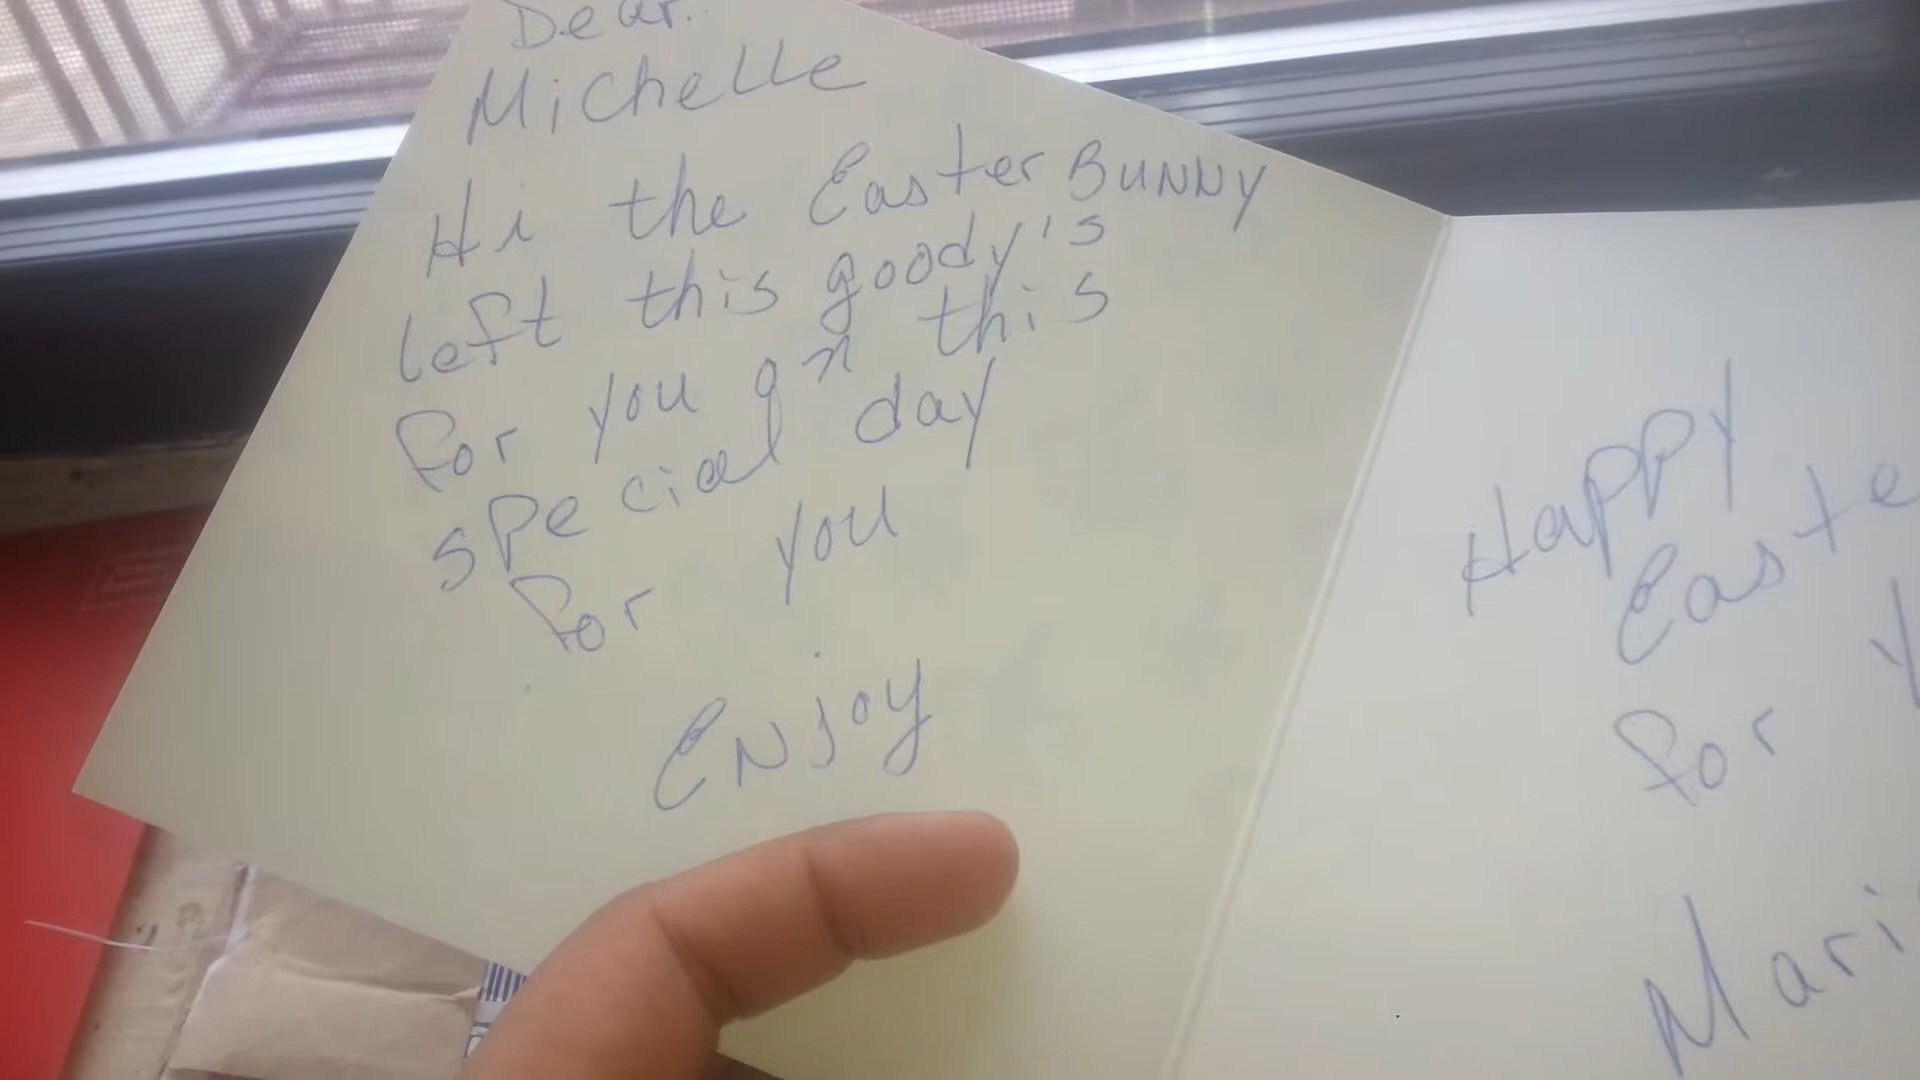 Dear.
Michelle
Hi the Easter BUNNY
left this goody's
for you on this
special day
for you
ENjoy
Happy
Easte
for
Mari